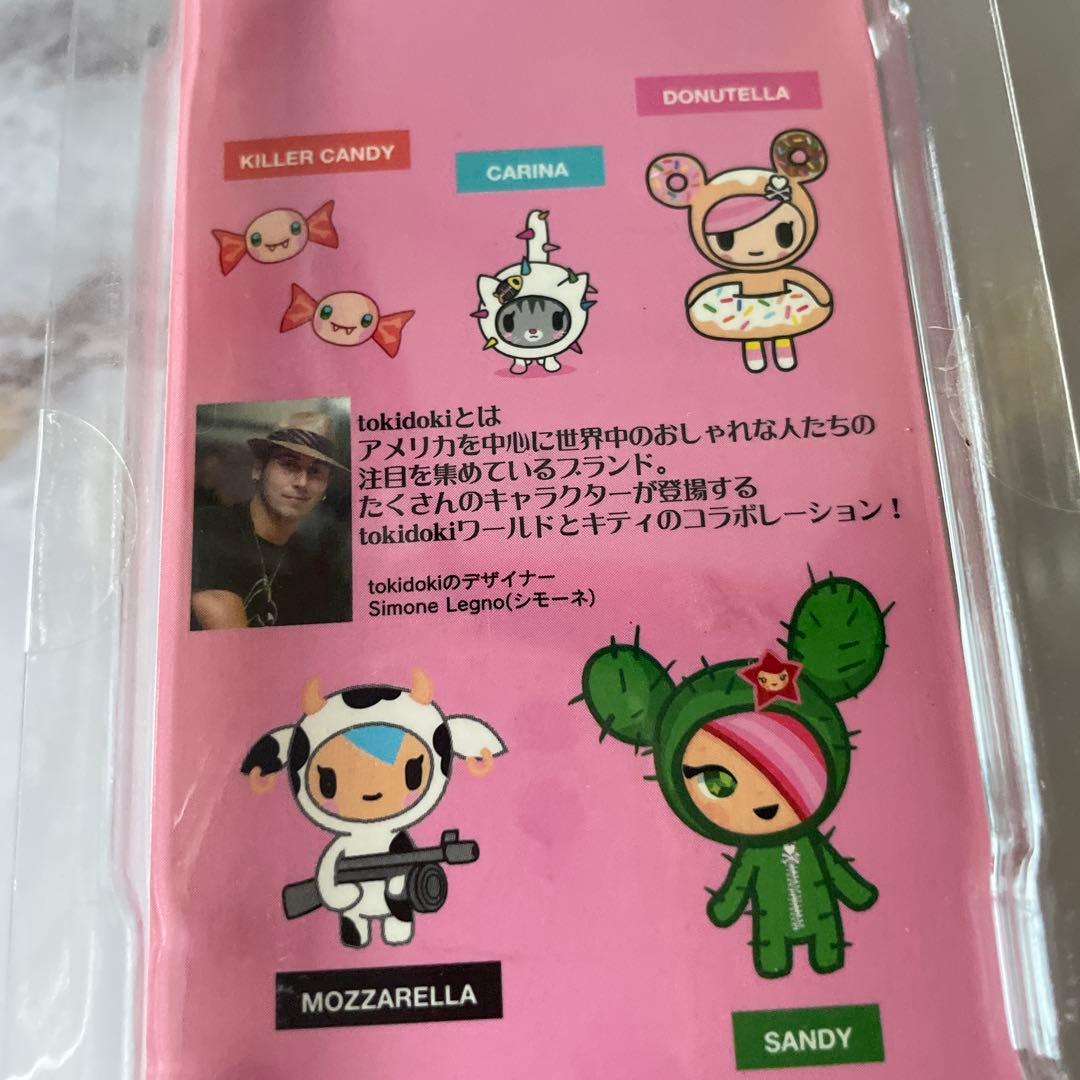 DONUTELLA
KILLER CANDY
CARINA
tokidokiとは
アメリカを中心に世界中のおしゃれな人たちの
注目を集めているブランド。
たくさんのキャラクターが登場する
tokidokiワールドとキティのコラボレーション！
tokidokiのデザイナー
Simone Legno(シモーネ)
MOZZARELLA
SANDY